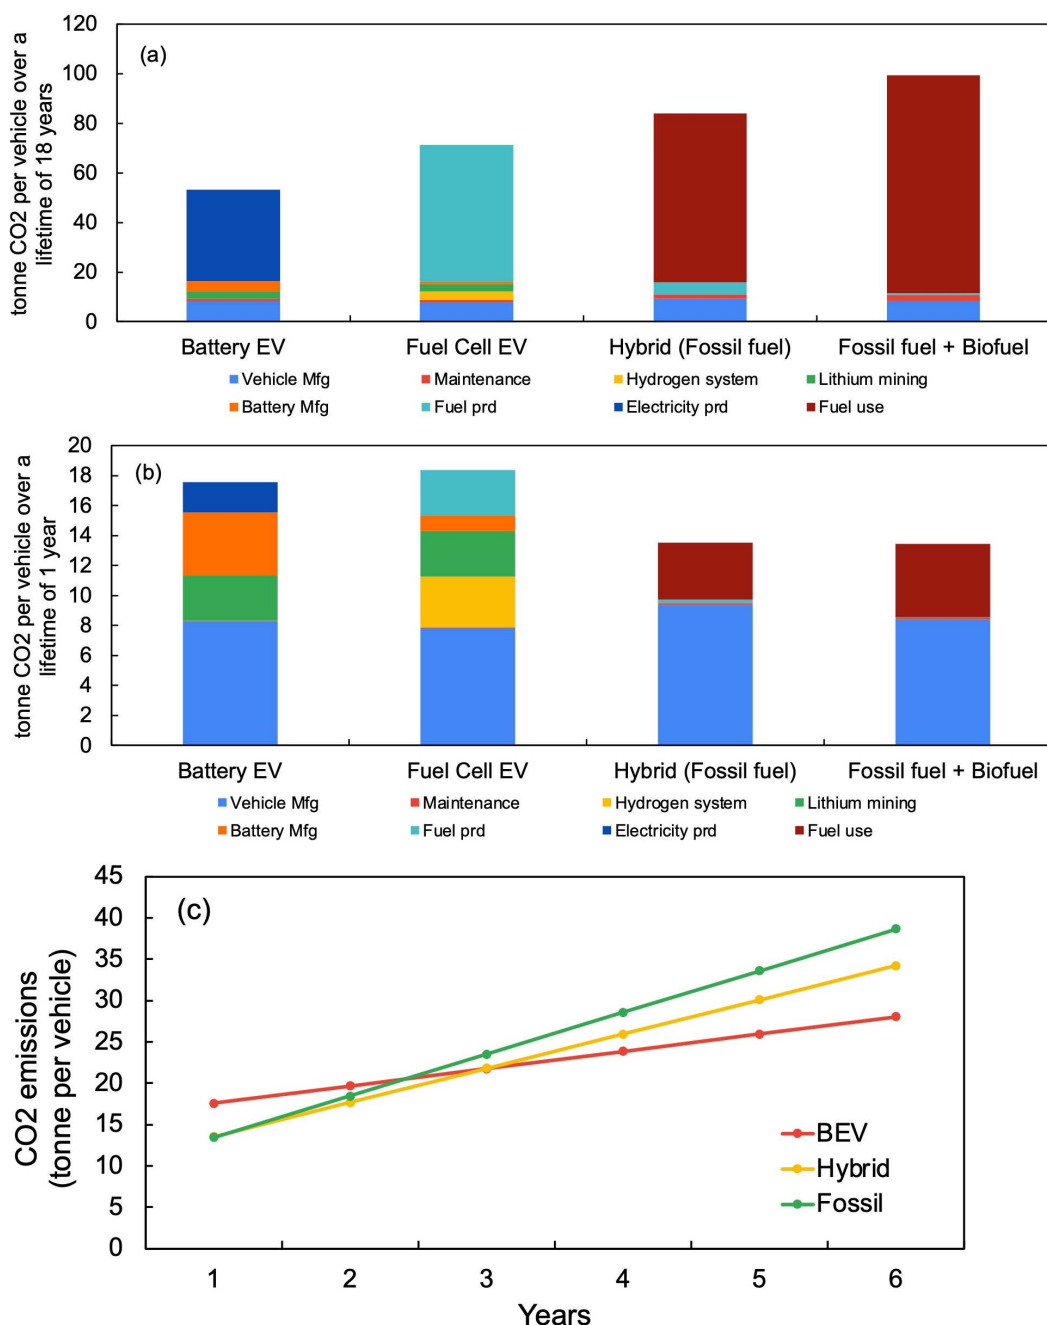 tonne CO2 per vehicle over a
lifetime of 18 years
120
100
80
60
40
20
0
(a)
Battery EV
Fuel Cell EV
Hybrid (Fossil fuel)
Fossil fuel + Biofuel
Vehicle Mfg
Maintenance
Hydrogen system
Lithium mining
Battery Mfg
Fuel prd
Electricity prd
Fuel use
tonne CO2 per vehicle over a
lifetime of 1 year
20
18
16
14
12
10
8
6
4
2
0
(b)
Battery EV
Fuel Cell EV
Hybrid (Fossil fuel)
Fossil fuel + Biofuel
Vehicle Mfg
Maintenance
Hydrogen system
Lithium mining
Battery Mfg
Fuel prd
Electricity prd
Fuel use
CO2 emissions
(tonne per vehicle)
45
40
35
30
25
20
15
10
5
0
(c)
BEV
Hybrid
Fossil
1
2
3
4
5
6
Years